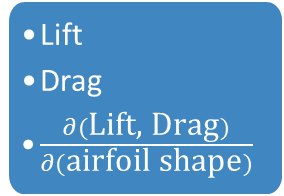 • Lift
• Drag
• ∂(Lift, Drag)
∂(airfoil shape)